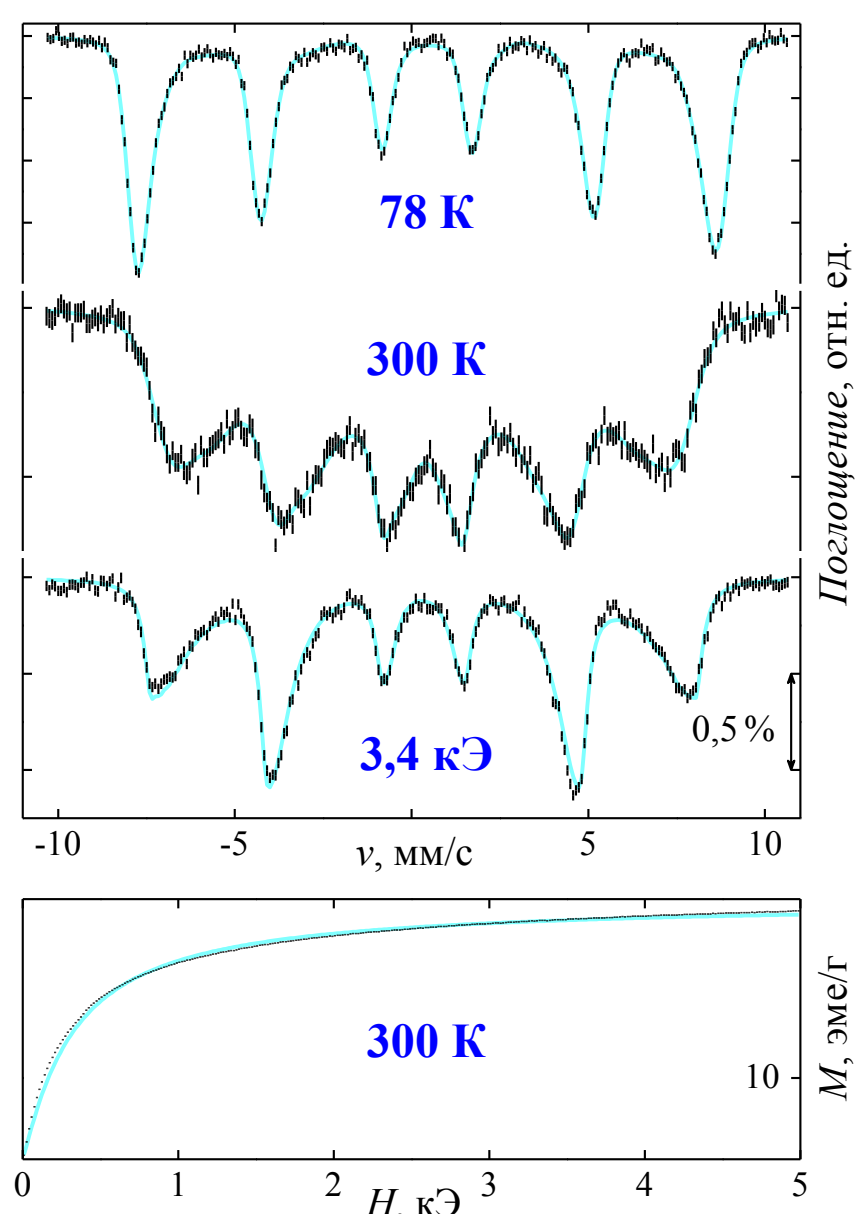 78 K
300 K
Поглощение, отн. ед.
0,5 %
3,4 кЭ
-10 -5 5 10
v, мм/с
300 K
10
M, эме/г
0 1 2 3 4 5
H, кЭ